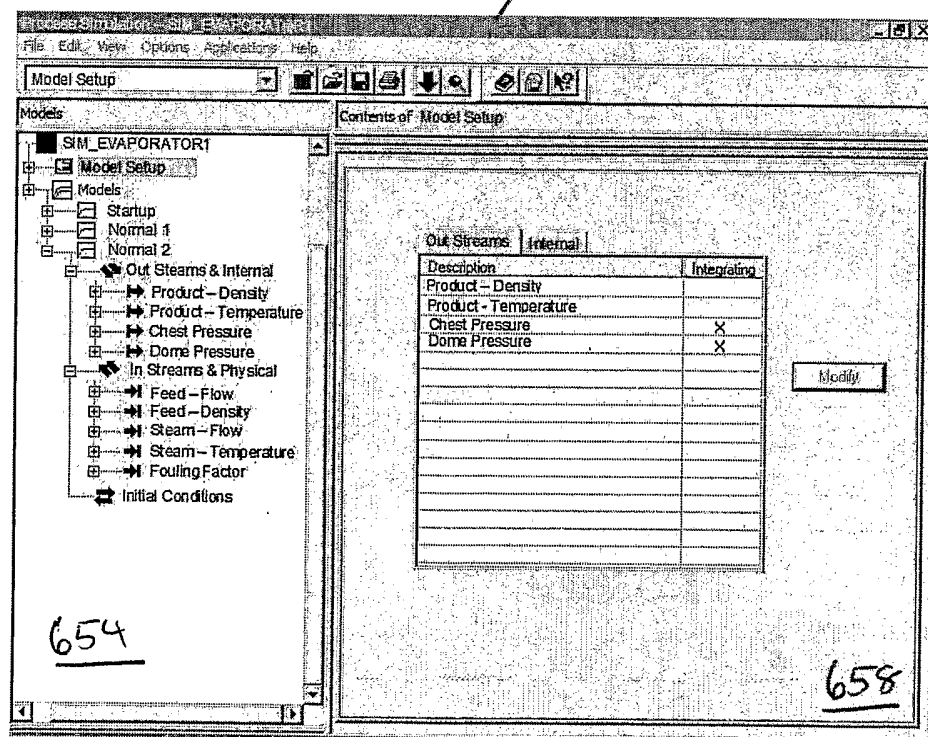 Process Simulation – SIM_EVAPORATOR1
File Edit View Options Applications Help
Model Setup
Models
Contents of Model Setup
SIM_EVAPORATOR1
Model Setup
Models
Startup
Normal 1
Normal 2
Out Steams & Internal
Product – Density
Product – Temperature
Chest Pressure
Dome Pressure
In Streams & Physical
Feed – Flow
Feed – Density
Steam – Flow
Steam – Temperature
Fouling Factor
Initial Conditions
654
Out Streams Internal
Description Integrating
Product – Density
Product - Temperature
Chest Pressure X
Dome Pressure X
Modify
658